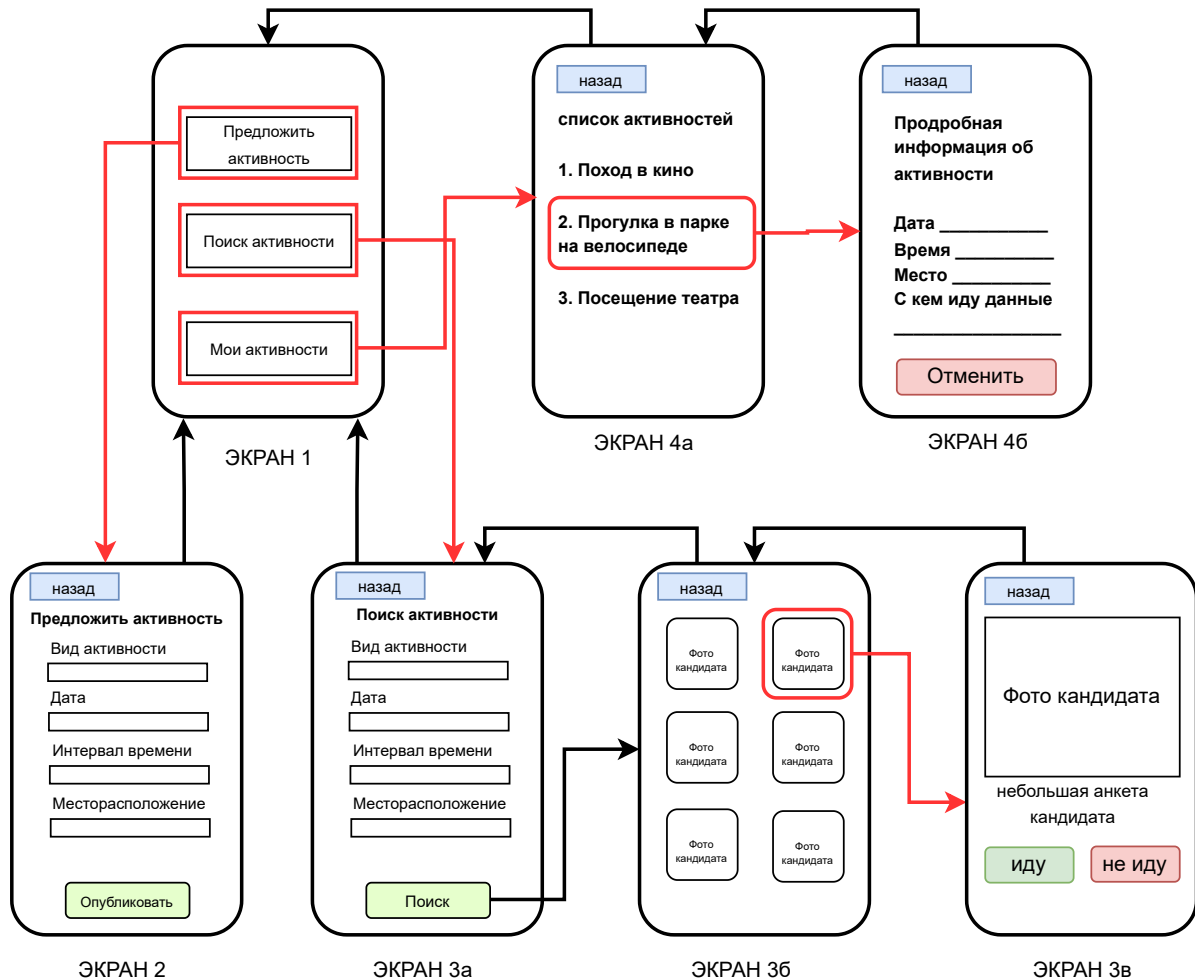 Предложить
активность
Поиск активности
Мои активности
ЭКРАН 1
назад
список активностей
1. Поход в кино
2. Прогулка в парке
на велосипеде
3. Посещение театра
ЭКРАН 4а
назад
Продробная
информация об
активности
Дата ___________
Время __________
Место __________
С кем иду данные
_________________
Отменить
ЭКРАН 4б
назад
Предложить активность
Вид активности
Дата
Интервал времени
Месторасположение
Опубликовать
ЭКРАН 2
назад
Поиск активности
Вид активности
Дата
Интервал времени
Месторасположение
Поиск
ЭКРАН 3а
назад
Фото
кандидата
Фото
кандидата
Фото
кандидата
Фото
кандидата
Фото
кандидата
Фото
кандидата
ЭКРАН 3б
назад
Фото кандидата
небольшая анкета
кандидата
иду
не иду
ЭКРАН 3в